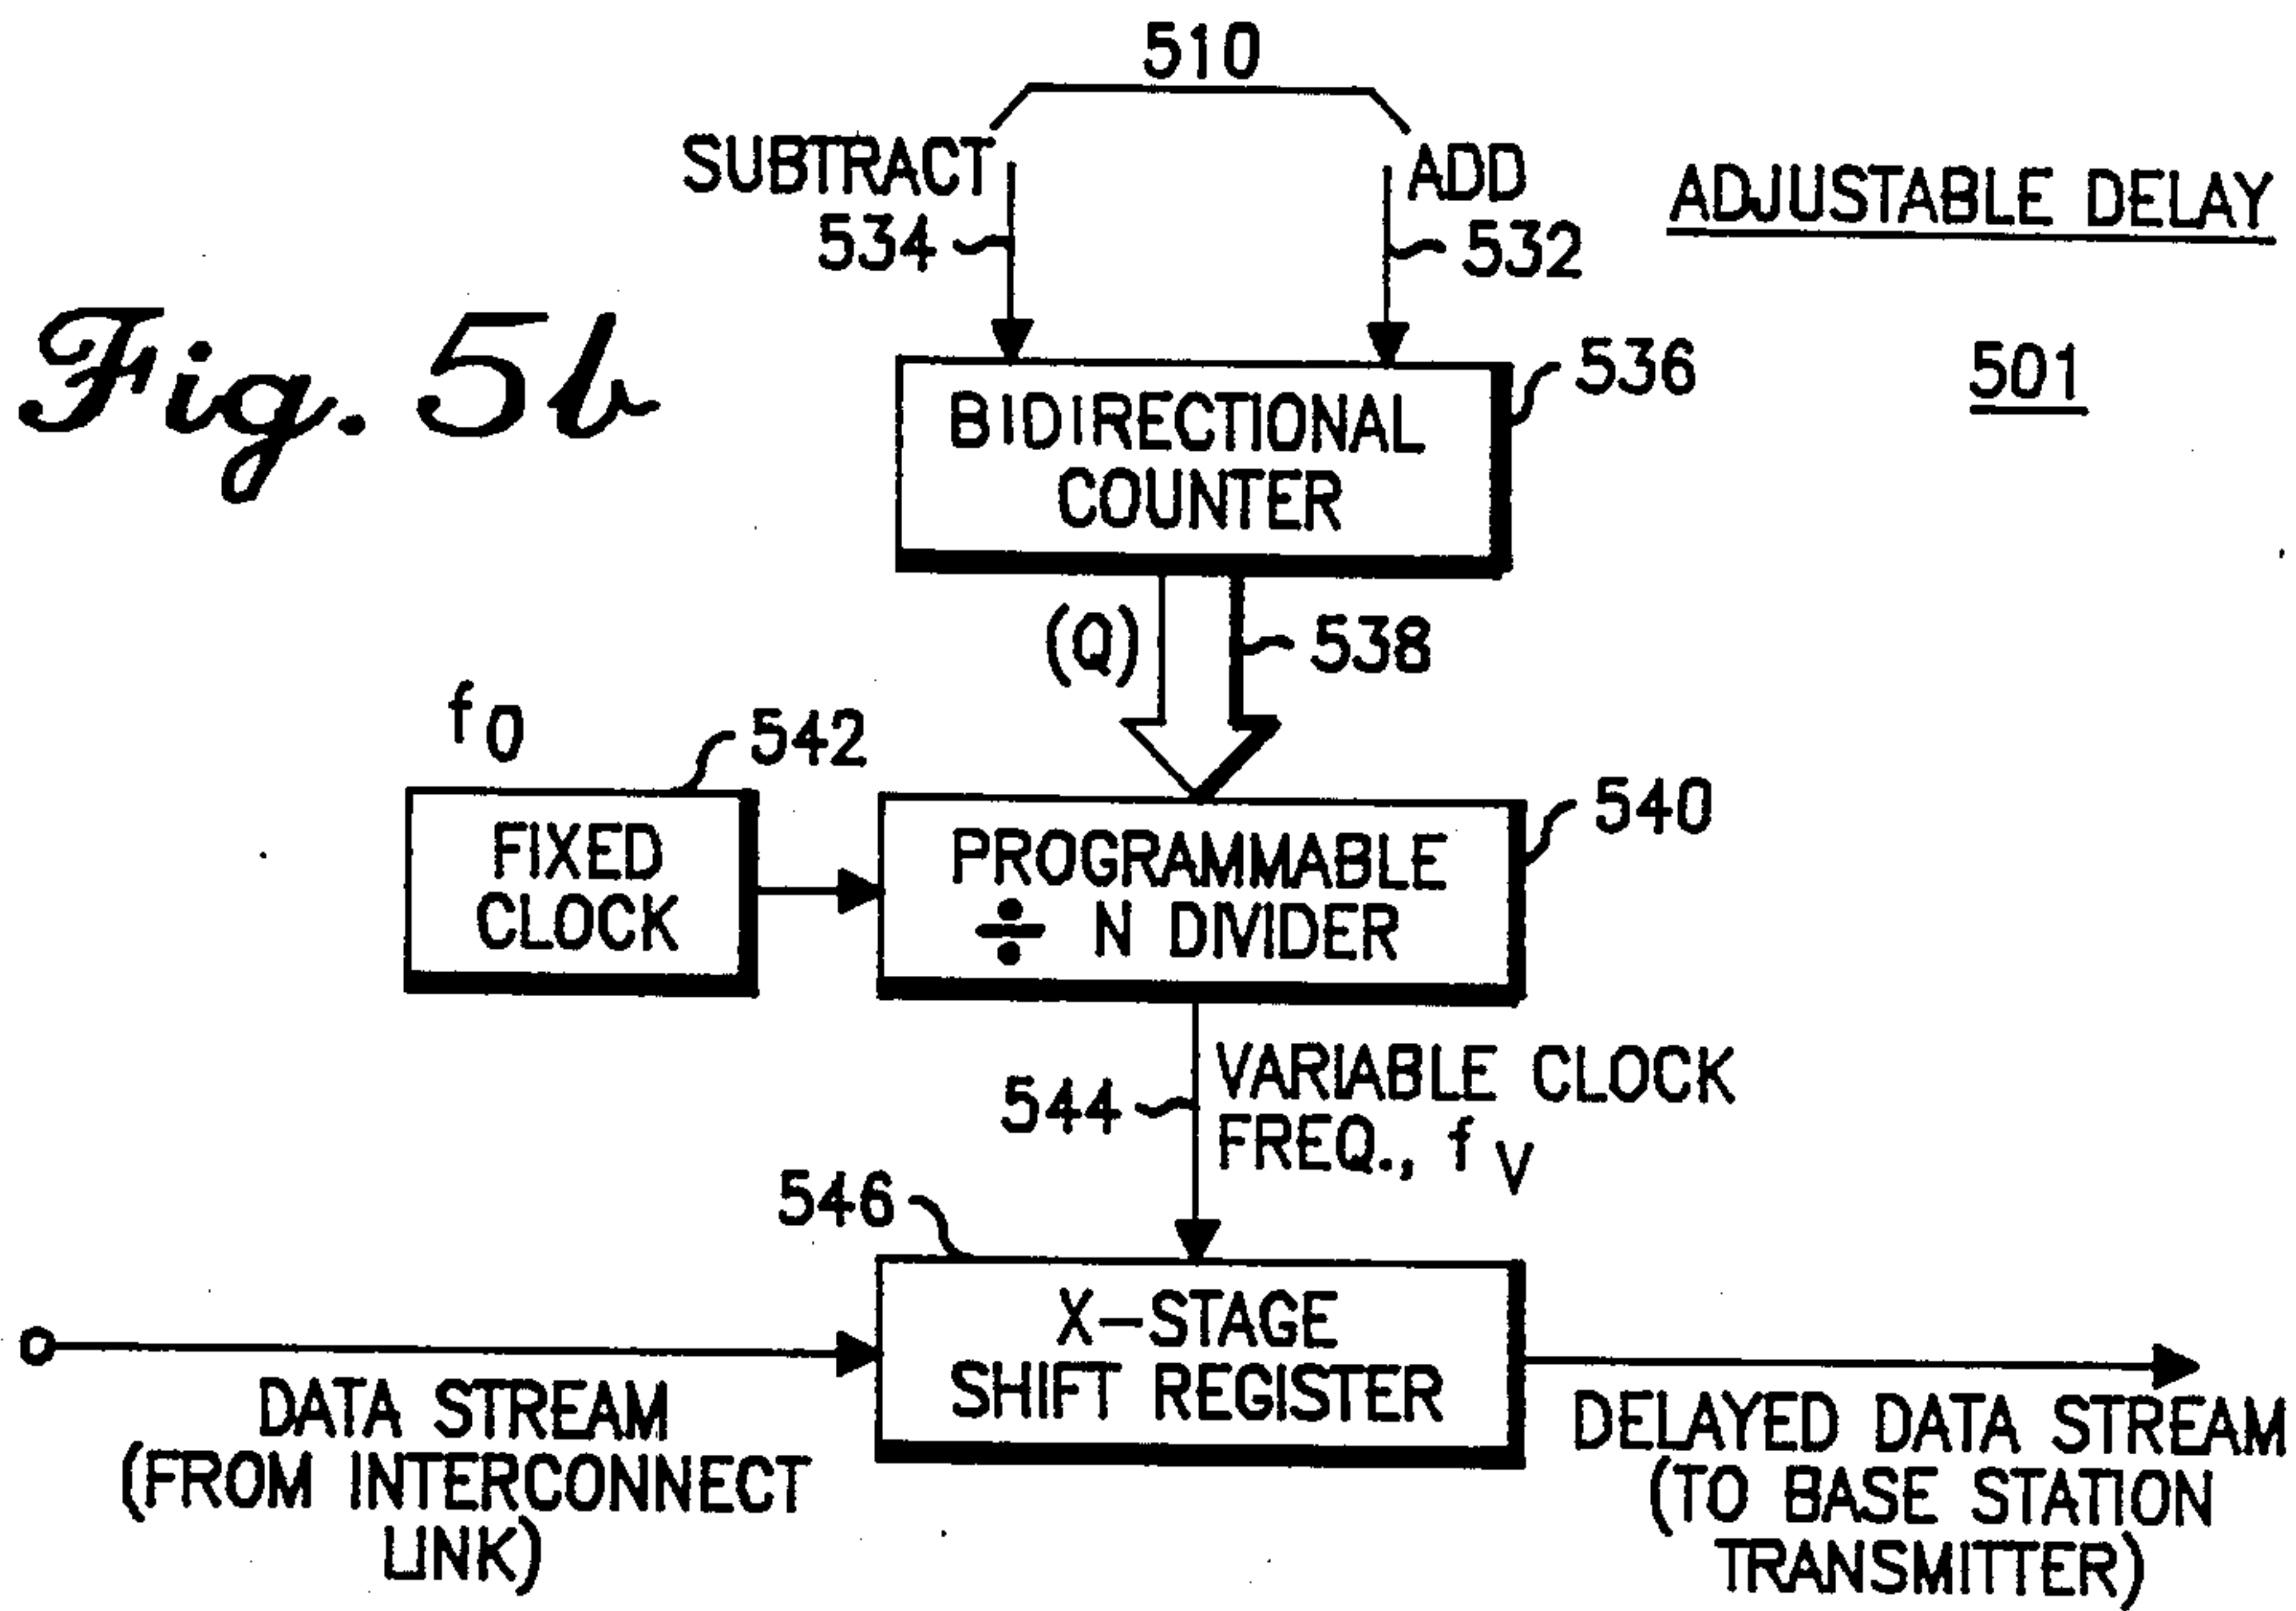 510
SUBTRACT
ADD
534
532
ADJUSTABLE DELAY
Fig. 5b
501
536
BIDIRECTIONAL
COUNTER
(Q)
538
f0
542
540
FIXED
CLOCK
PROGRAMMABLE
÷ N DIVIDER
544
VARIABLE CLOCK
FREQ., fV
546
X-STAGE
SHIFT REGISTER
DATA STREAM
(FROM INTERCONNECT
LINK)
DELAYED DATA STREAM
(TO BASE STATION
TRANSMITTER)